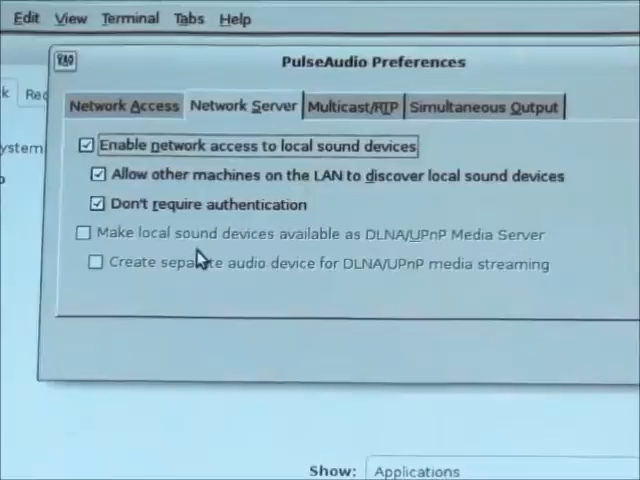 Edit View Terminal Tabs Help
PulseAudio Preferences
k Rec
Network Access Network Server Multicast/RTP Simultaneous Output
ystem
Enable network access to local sound devices
Allow other machines on the LAN to discover local sound devices
Don't require authentication
Make local sound devices available as DLNA/UPnP Media Server
Create separate audio device for DLNA/UPnP media streaming
Show: Applications